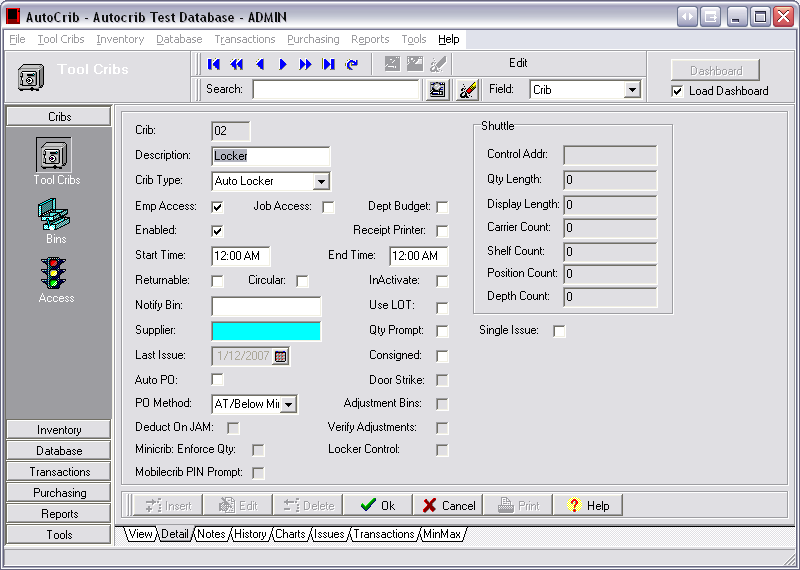 AutoCrib - Autocrib Test Database - ADMIN
File Tool Cribs Inventory Database Transactions Purchasing Reports Tools Help
Tool Cribs
Edit
Dashboard
Search: Field: Crib
Load Dashboard
Cribs
Tool Cribs
Bins
Access
Inventory
Database
Transactions
Purchasing
Reports
Tools
Crib: 02
Description: Locker
Crib Type: Auto Locker
Emp Access: Job Access: Dept Budget:
Enabled: Receipt Printer:
Start Time: 12:00 AM End Time: 12:00 AM
Returnable: Circular: InActivate:
Notify Bin: Use LOT:
Supplier: Qty Prompt:
Last Issue: 1/12/2007 Consigned:
Auto PO: Door Strike:
PO Method: AT/Below Min Adjustment Bins:
Deduct On JAM: Verify Adjustments:
Minicrib: Enforce Qty: Locker Control:
Mobilecrib PIN Prompt:
Shuttle
Control Addr:
Qty Length: 0
Display Length: 0
Carrier Count: 0
Shelf Count: 0
Position Count: 0
Depth Count: 0
Single Issue:
Insert Edit Delete Ok Cancel Print Help
View Detail Notes History Charts Issues Transactions MinMax